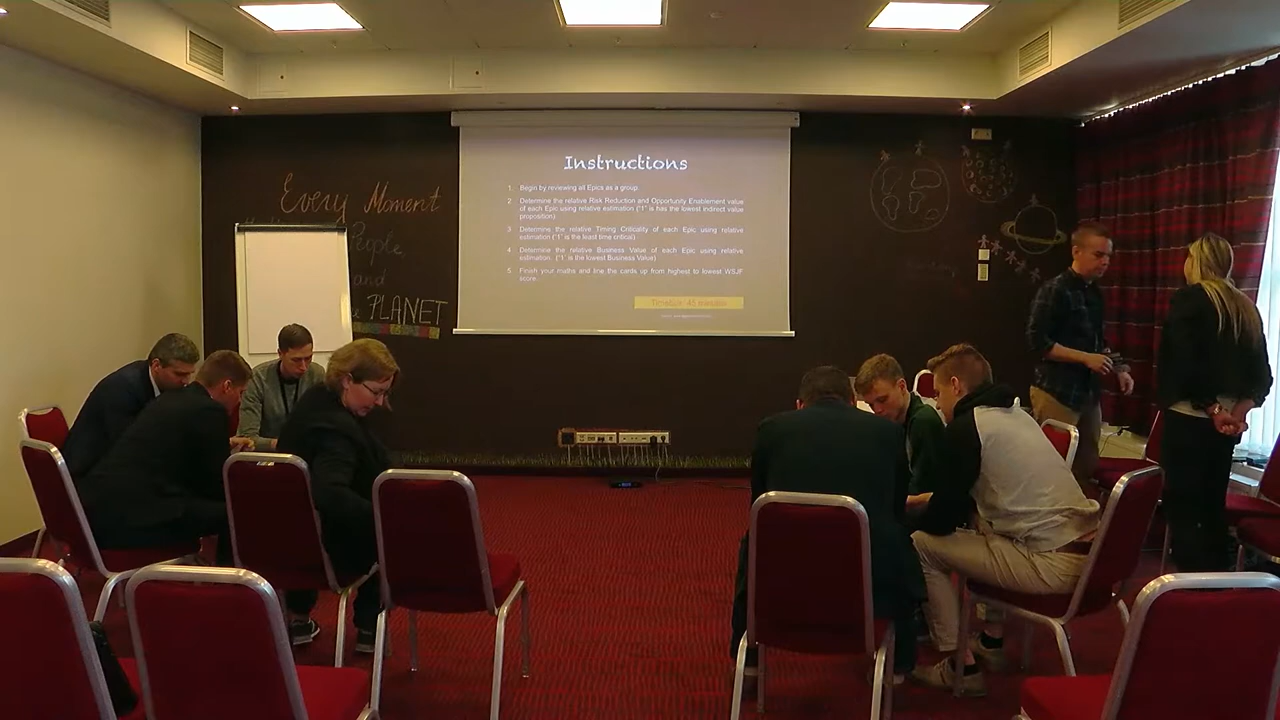 Instructions
1. Begin by reviewing all Epics as a group.
2. Determine the relative Risk Reduction and Opportunity Enablement value
of each Epic using relative estimation ("1" is has the lowest indirect value
proposition)
3. Determine the relative Timing Criticality of each Epic using relative
estimation ("1" is the least time critical)
4. Determine the relative Business Value of each Epic using relative
estimation. ("1" is the lowest Business Value)
5. Finish your maths and line the cards up from highest to lowest WSJF
score.
Timebox: 45 minutes
Every Moment
People
and
PLANET